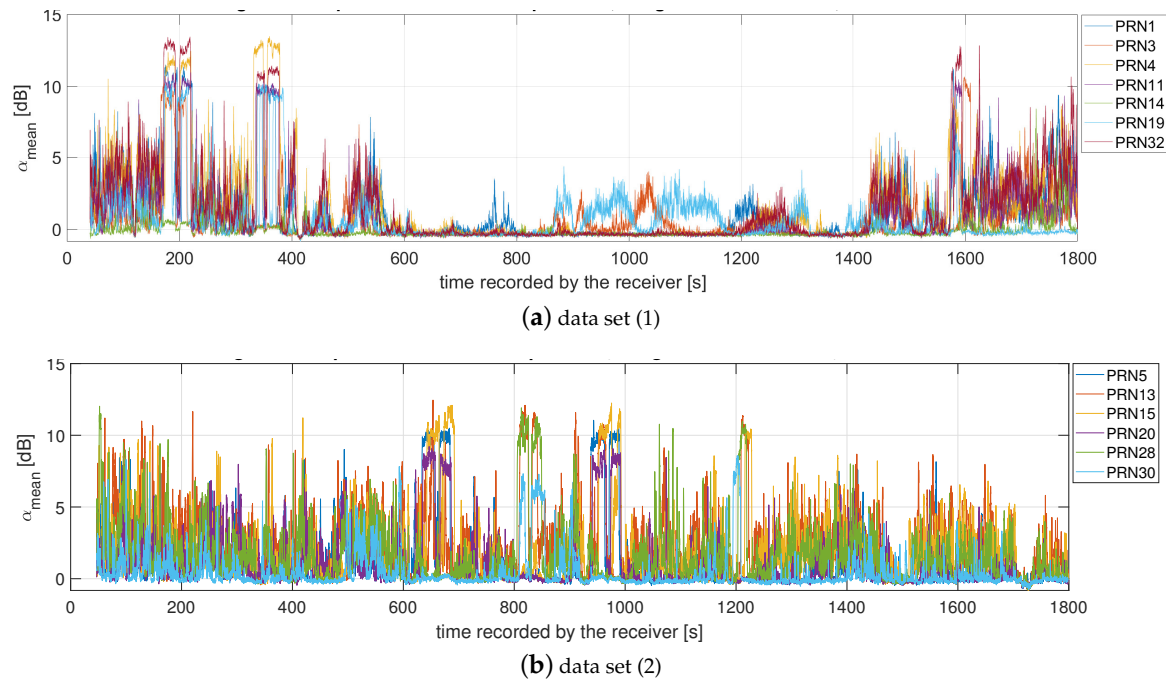 15
10
5
0
α_mean [dB]
0 200 400 600 800 1000 1200 1400 1600 1800
time recorded by the receiver [s]
PRN1
PRN3
PRN4
PRN11
PRN14
PRN19
PRN32
(a) data set (1)
15
10
5
0
α_mean [dB]
0 200 400 600 800 1000 1200 1400 1600 1800
time recorded by the receiver [s]
PRN5
PRN13
PRN15
PRN20
PRN28
PRN30
(b) data set (2)